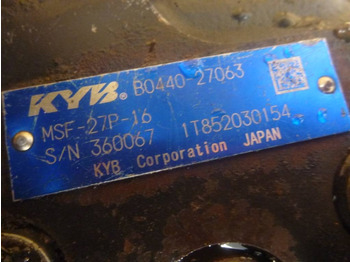 KYB® B0440-27063
MSF-27P-16
S/N 360067 1T852030154
KYB Corporation JAPAN